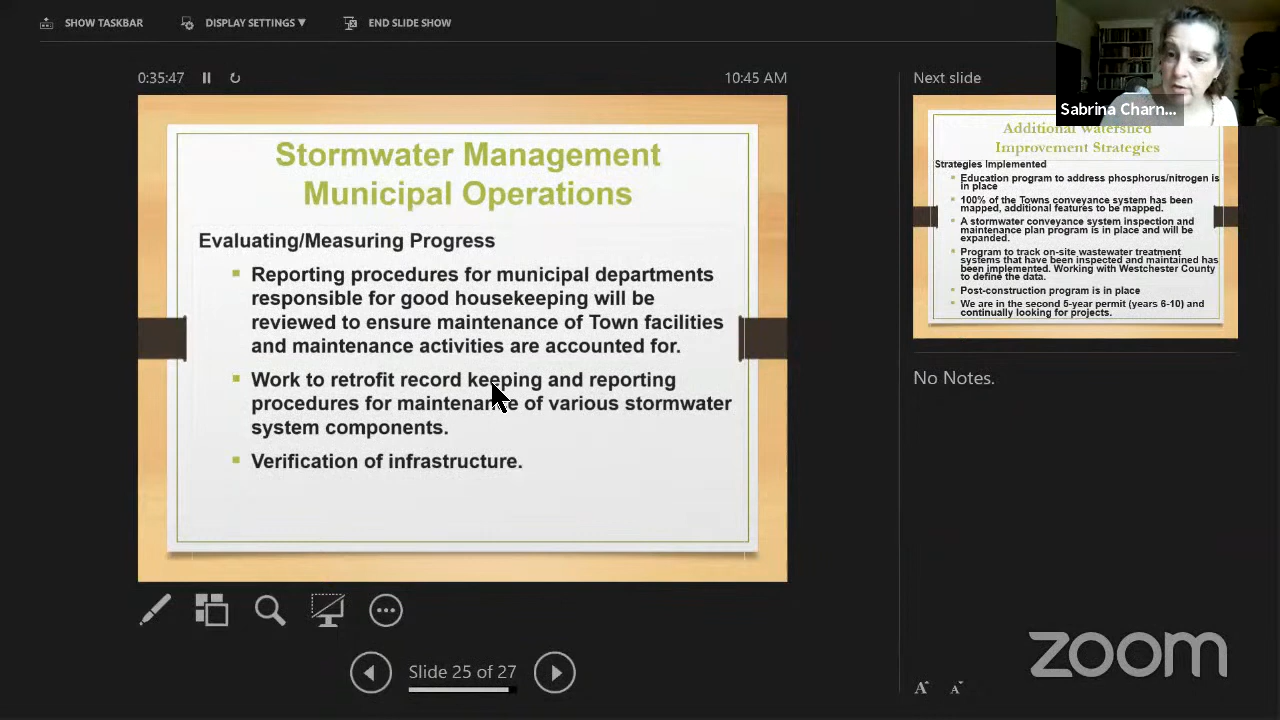 SHOW TASKBAR
DISPLAY SETTINGS ▼
END SLIDE SHOW
0:35:47
10:45 AM
Stormwater Management
Municipal Operations
Evaluating/Measuring Progress
Reporting procedures for municipal departments
responsible for good housekeeping will be
reviewed to ensure maintenance of Town facilities
and maintenance activities are accounted for.
Work to retrofit record keeping and reporting
procedures for maintenance of various stormwater
system components.
Verification of infrastructure.
Slide 25 of 27
Next slide
Sabrina Charn...
Additional Watershed
Improvement Strategies
Strategies Implemented
Education program to address phosphorus/nitrogen is
in place
100% of the Towns conveyance system has been
mapped, additional features to be mapped.
A stormwater conveyance system inspection and
maintenance plan program is in place and will be
expanded.
Program to track on-site wastewater treatment
systems that have been inspected and maintained has
been implemented. Working with Westchester County
to define the data.
Post-construction program is in place
We are in the second 5-year permit (years 6-10) and
continually looking for projects.
No Notes.
zoom
A A